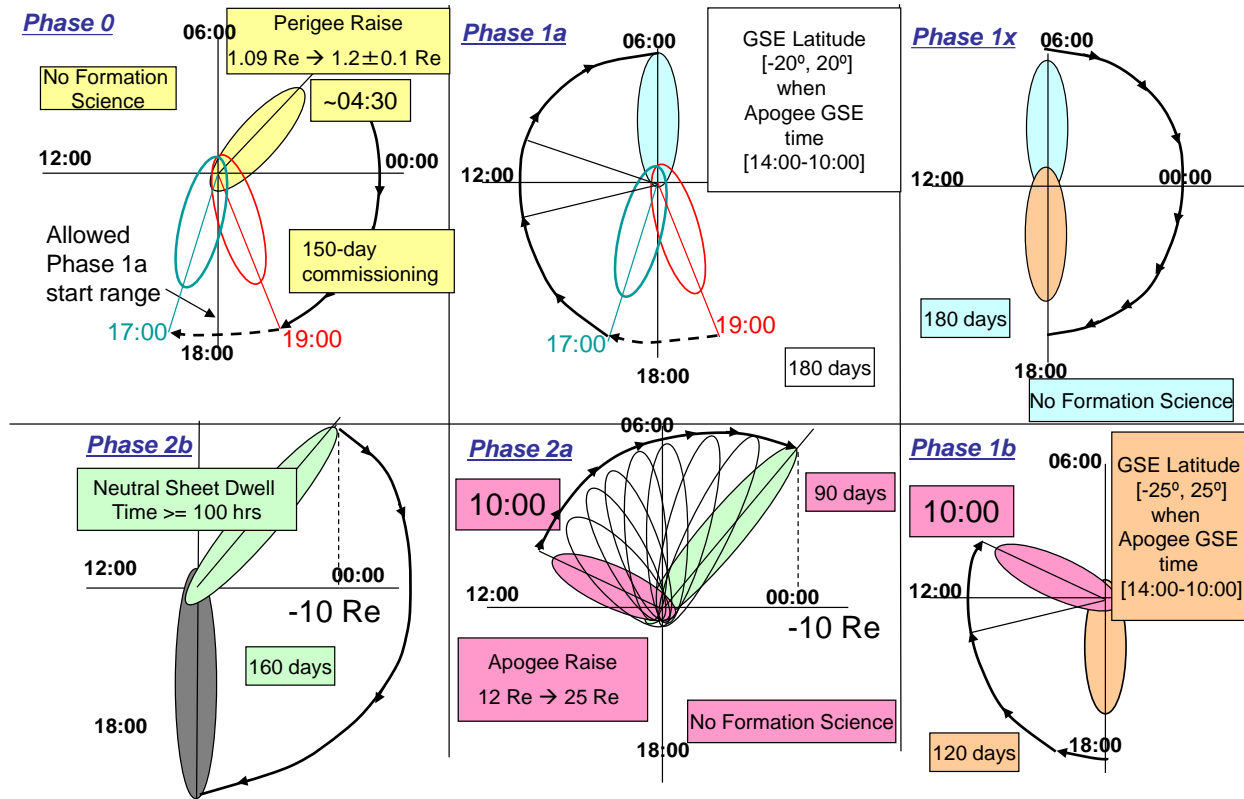 Phase 0
06:00
Perigee Raise
1.09 Re → 1.2±0.1 Re
No Formation
Science
~04:30
12:00
00:00
Allowed
Phase 1a
start range
150-day
commissioning
17:00
19:00
18:00
Phase 1a
06:00
GSE Latitude
[-20º, 20º]
when
Apogee GSE
time
[14:00-10:00]
12:00
17:00
19:00
18:00
180 days
Phase 1x
06:00
12:00
00:00
180 days
18:00
No Formation Science
Phase 2b
Neutral Sheet Dwell
Time >= 100 hrs
12:00
00:00
-10 Re
160 days
18:00
Phase 2a
06:00
10:00
90 days
12:00
00:00
-10 Re
Apogee Raise
12 Re → 25 Re
No Formation Science
18:00
Phase 1b
06:00
GSE Latitude
[-25º, 25º]
when
Apogee GSE
time
[14:00-10:00]
10:00
12:00
18:00
120 days